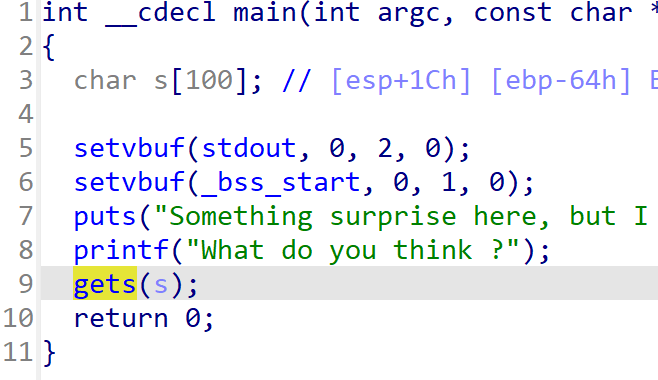 1 int __cdecl main(int argc, const char *
2 {
3   char s[100]; // [esp+1Ch] [ebp-64h] B
4
5   setvbuf(stdout, 0, 2, 0);
6   setvbuf(_bss_start, 0, 1, 0);
7   puts("Something surprise here, but I
8   printf("What do you think ?");
9   gets(s);
10   return 0;
11 }